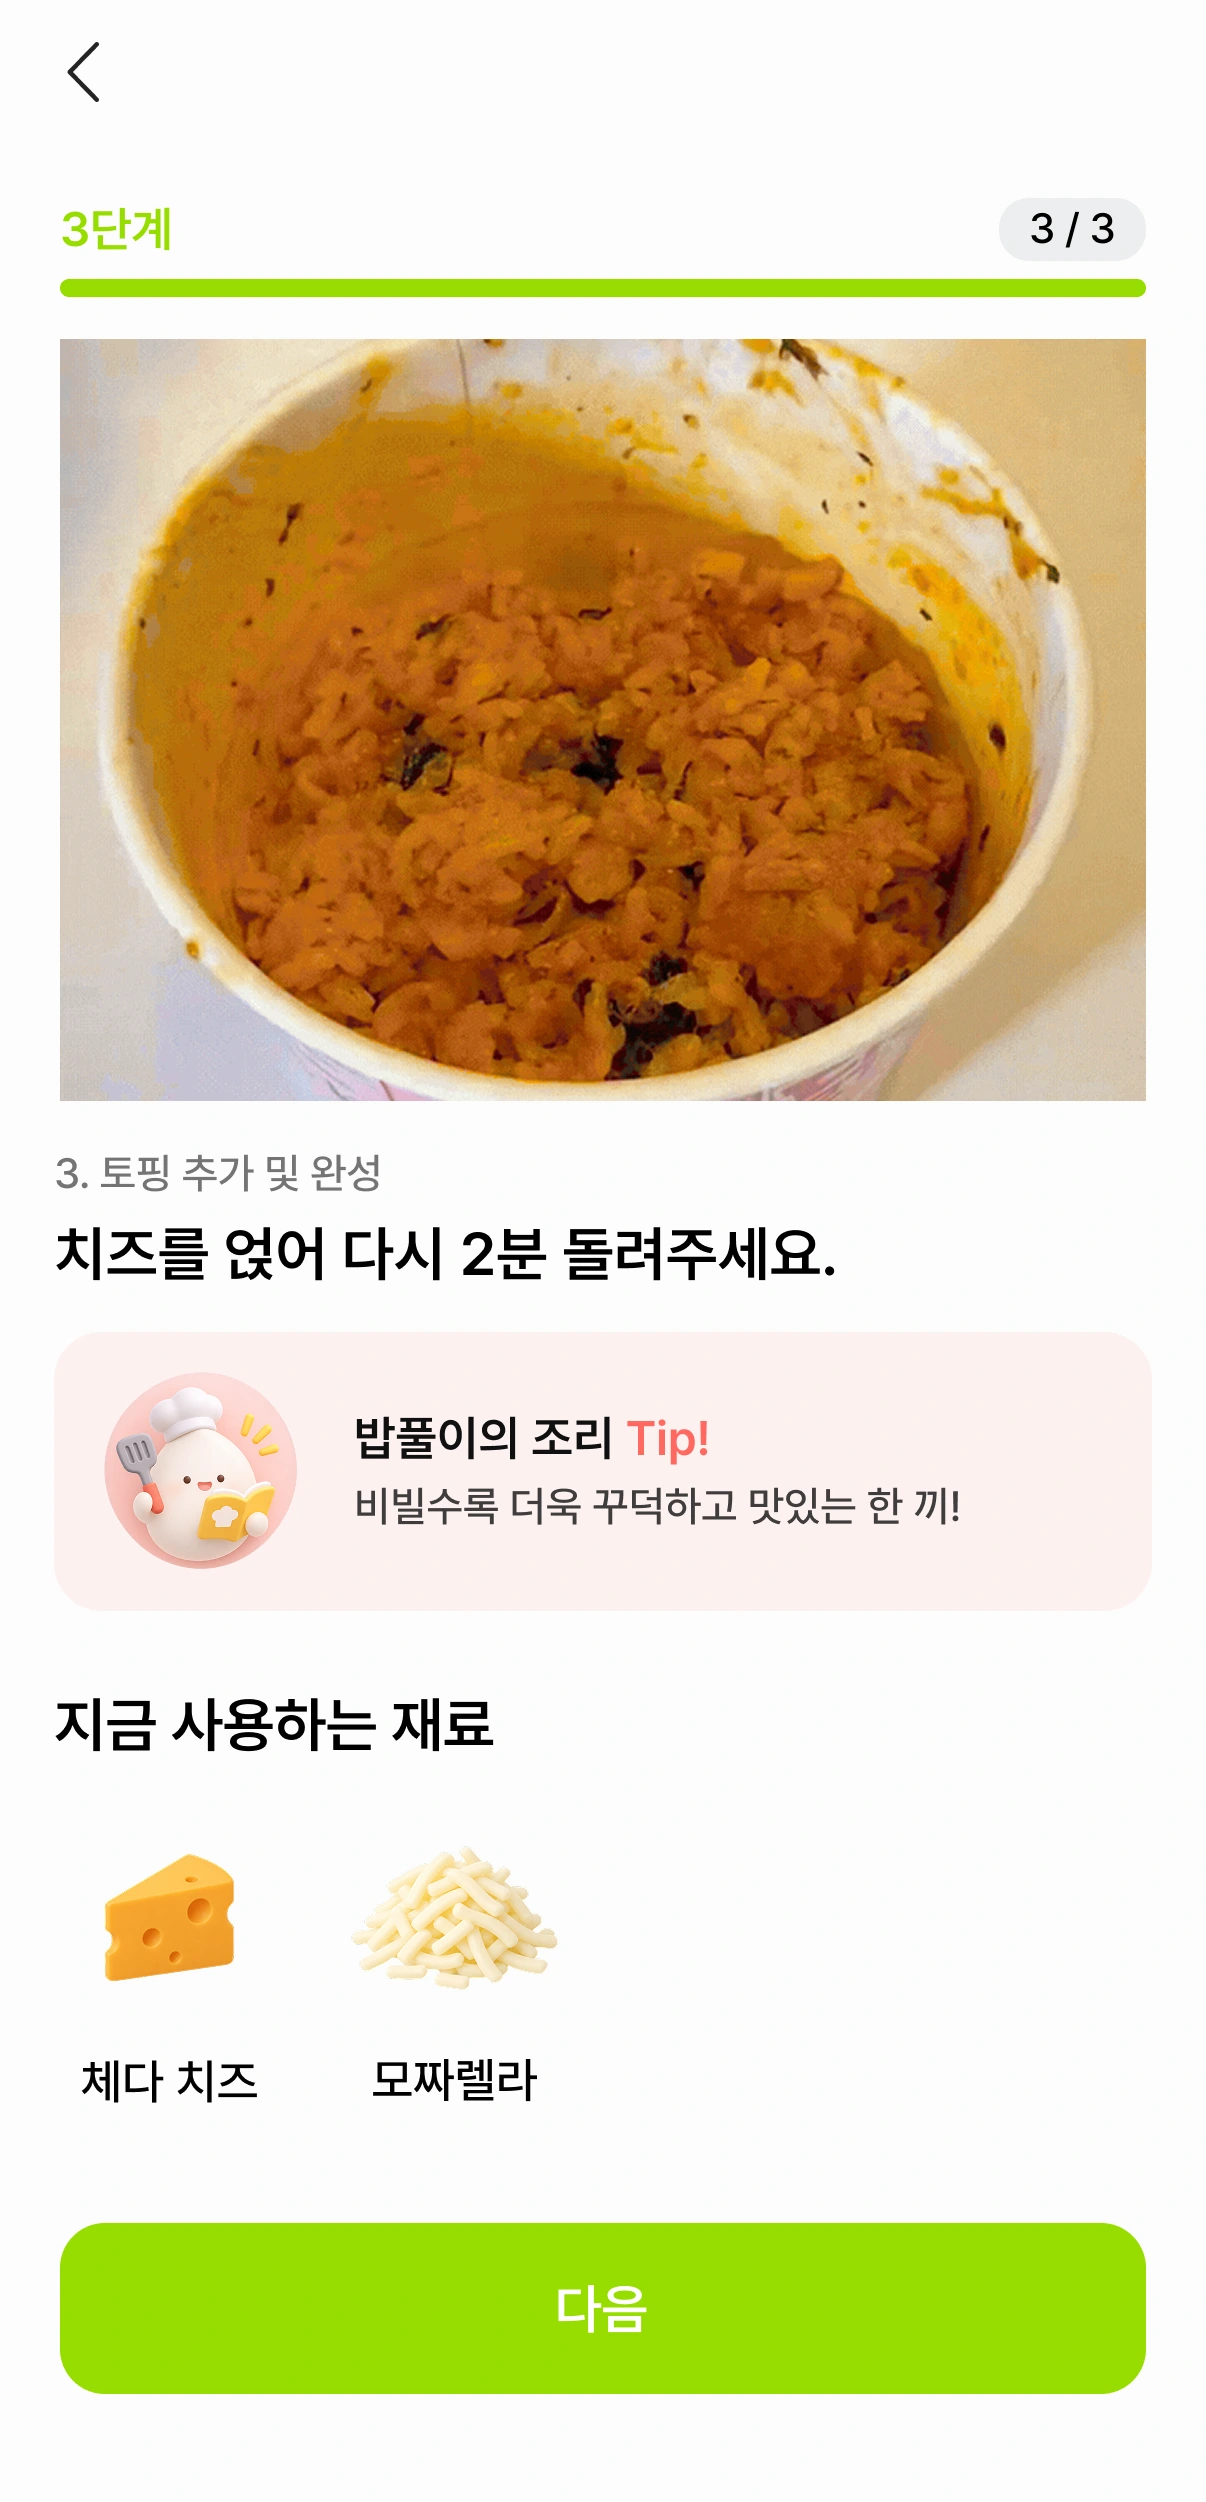 3단계
3 / 3
3. 토핑 추가 및 완성
치즈를 얹어 다시 2분 돌려주세요.
밥풀이의 조리 Tip!
비빌수록 더욱 꾸덕하고 맛있는 한 끼!
지금 사용하는 재료
체다 치즈
모짜렐라
다음